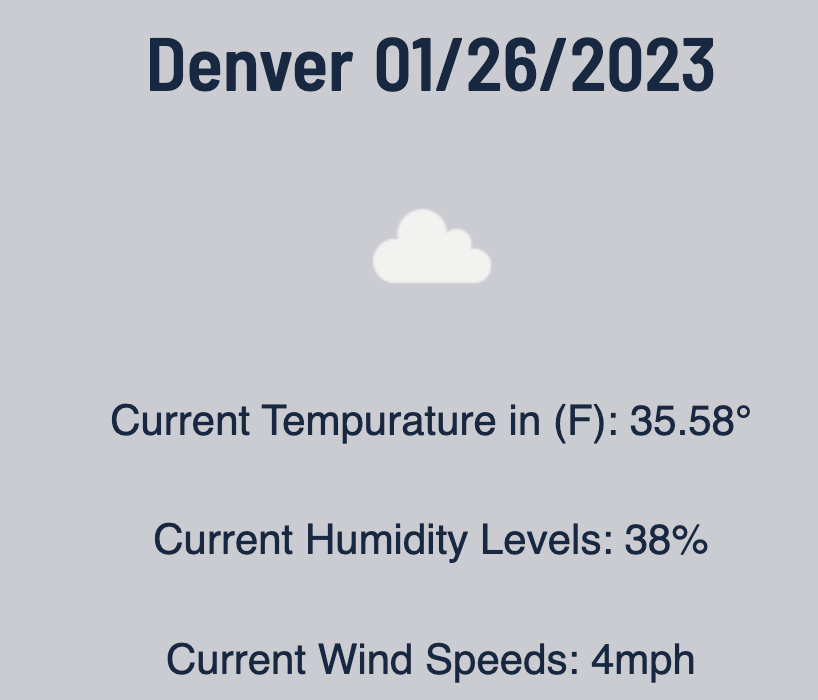 Denver 01/26/2023
Current Tempurature in (F): 35.58°
Current Humidity Levels: 38%
Current Wind Speeds: 4mph